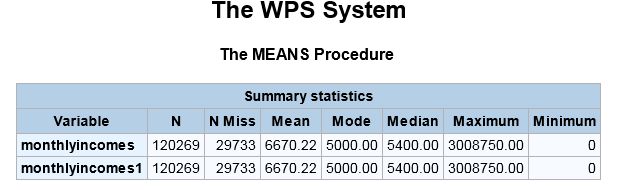 The WPS System
The MEANS Procedure
Summary statistics
Variable N N Miss Mean Mode Median Maximum Minimum
monthlyincomes 120269 29733 6670.22 5000.00 5400.00 3008750.00 0
monthlyincomes1 120269 29733 6670.22 5000.00 5400.00 3008750.00 0